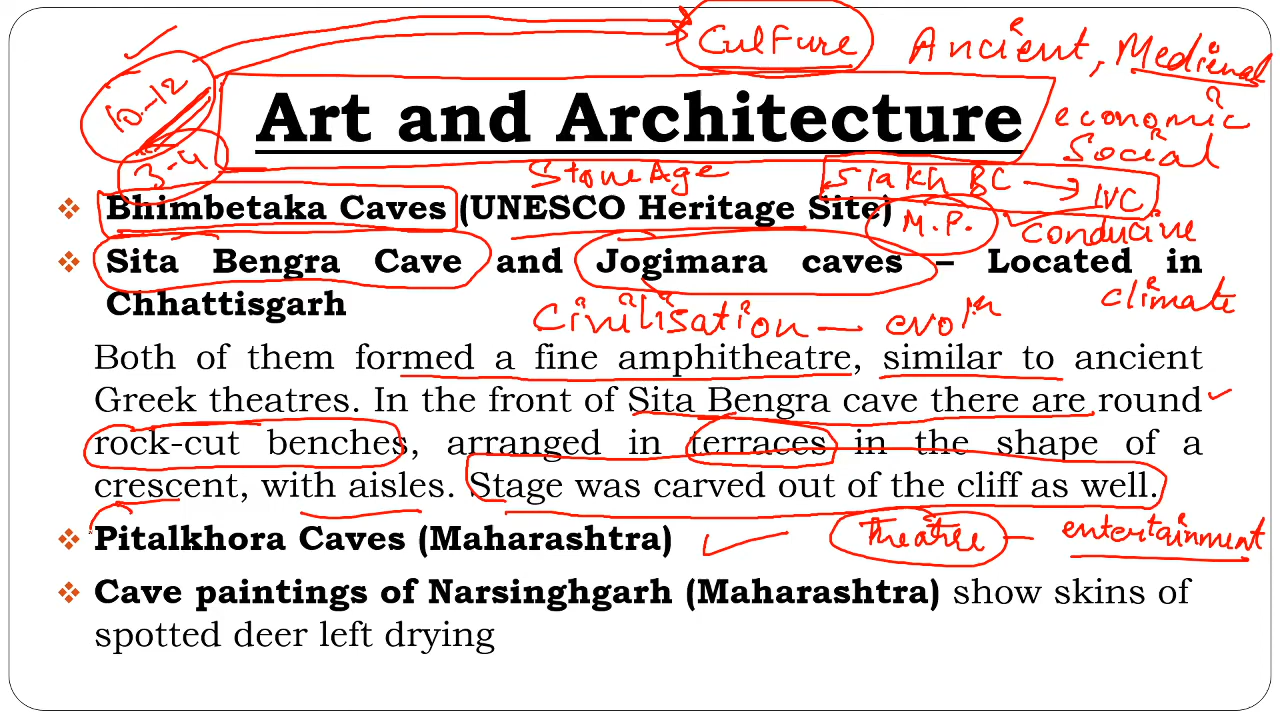 Culture Ancient, Medieval
10-12
Art and Architecture
economic
Social
3-4
Stone Age
5 lakh BC → IVC
❖ Bhimbetaka Caves (UNESCO Heritage Site)
M.P.
Conducive
❖ Sita Bengra Cave and Jogimara caves – Located in
Chhattisgarh
climate
Civilisation — evoln
Both of them formed a fine amphitheatre, similar to ancient
Greek theatres. In the front of Sita Bengra cave there are round
rock-cut benches, arranged in terraces in the shape of a
crescent, with aisles. Stage was carved out of the cliff as well.
❖ Pitalkhora Caves (Maharashtra)
Theatre — entertainment
❖ Cave paintings of Narsinghgarh (Maharashtra) show skins of
spotted deer left drying